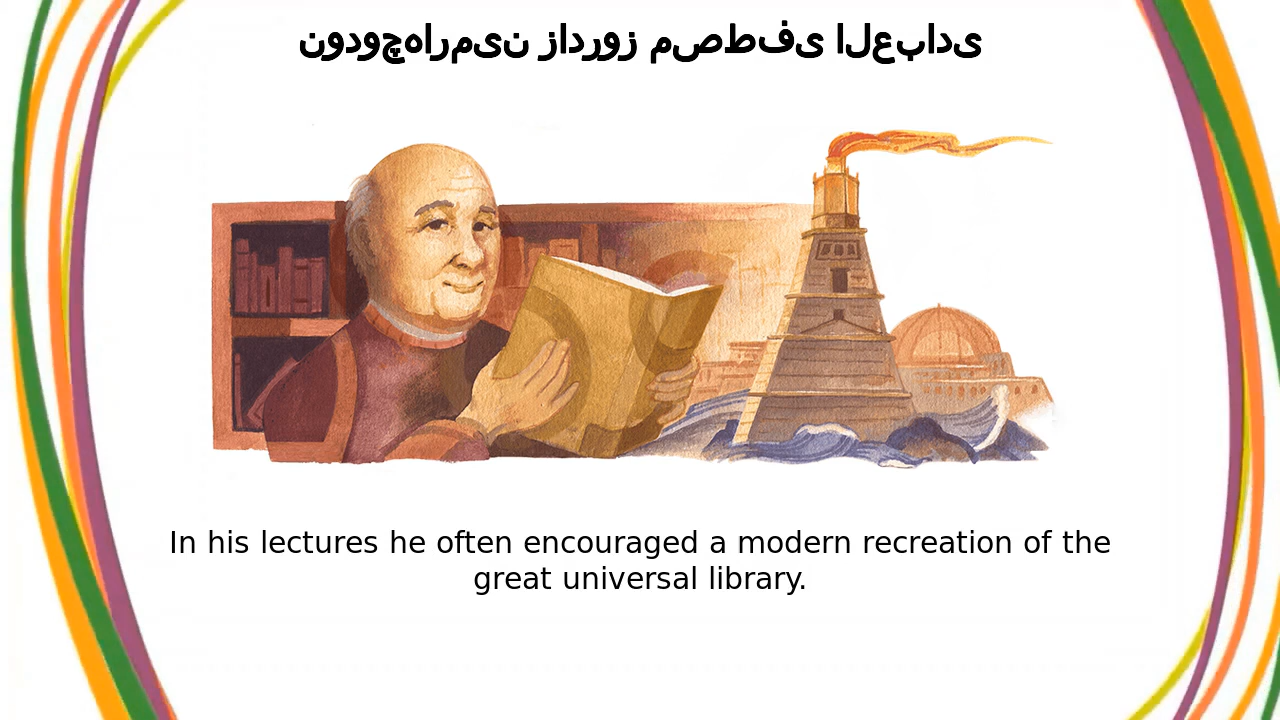 نودوچهارمین زادروز مصطفی العبادی
In his lectures he often encouraged a modern recreation of the
great universal library.